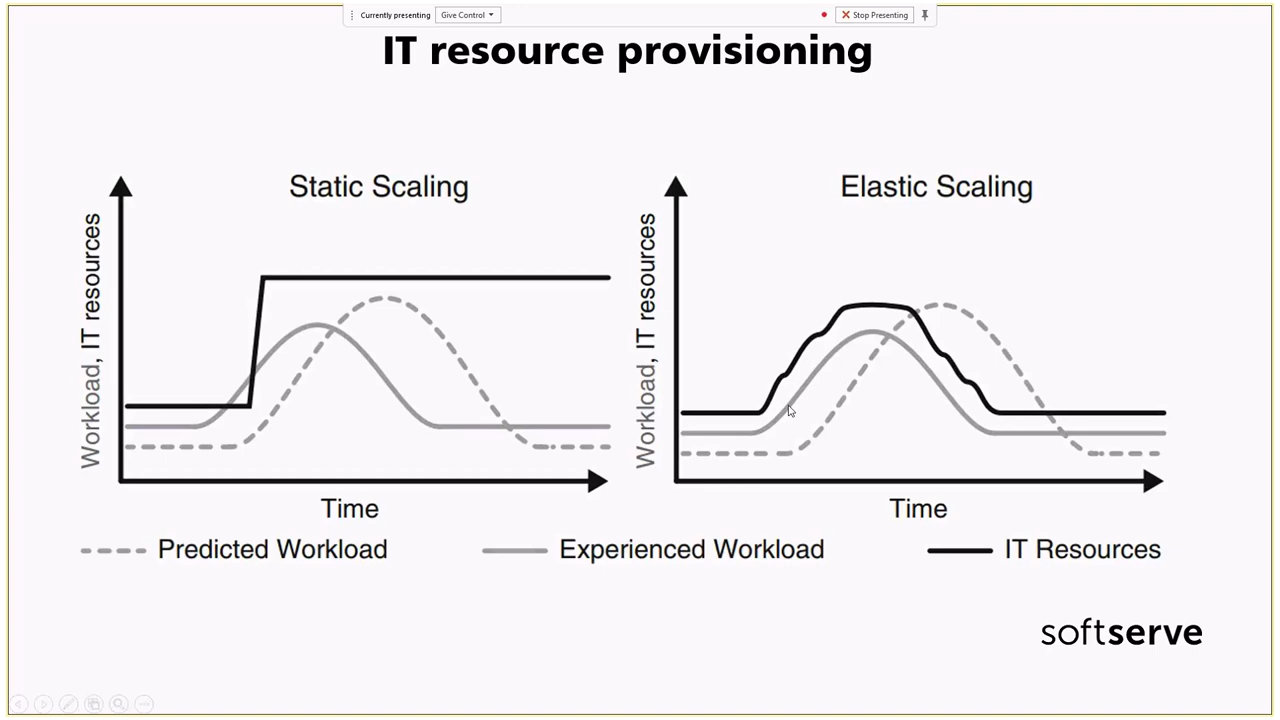 Currently presenting
Give Control
Stop Presenting
IT resource provisioning
Static Scaling
Workload, IT resources
Time
Elastic Scaling
Workload, IT resources
Time
Predicted Workload
Experienced Workload
IT Resources
softserve